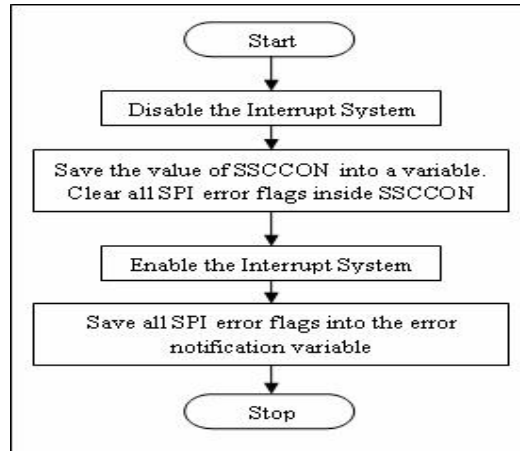 Start
Disable the Interrupt System
Save the value of SSCCON into a variable.
Clear all SPI error flags inside SSCCON
Enable the Interrupt System
Save all SPI error flags into the error
notification variable
Stop